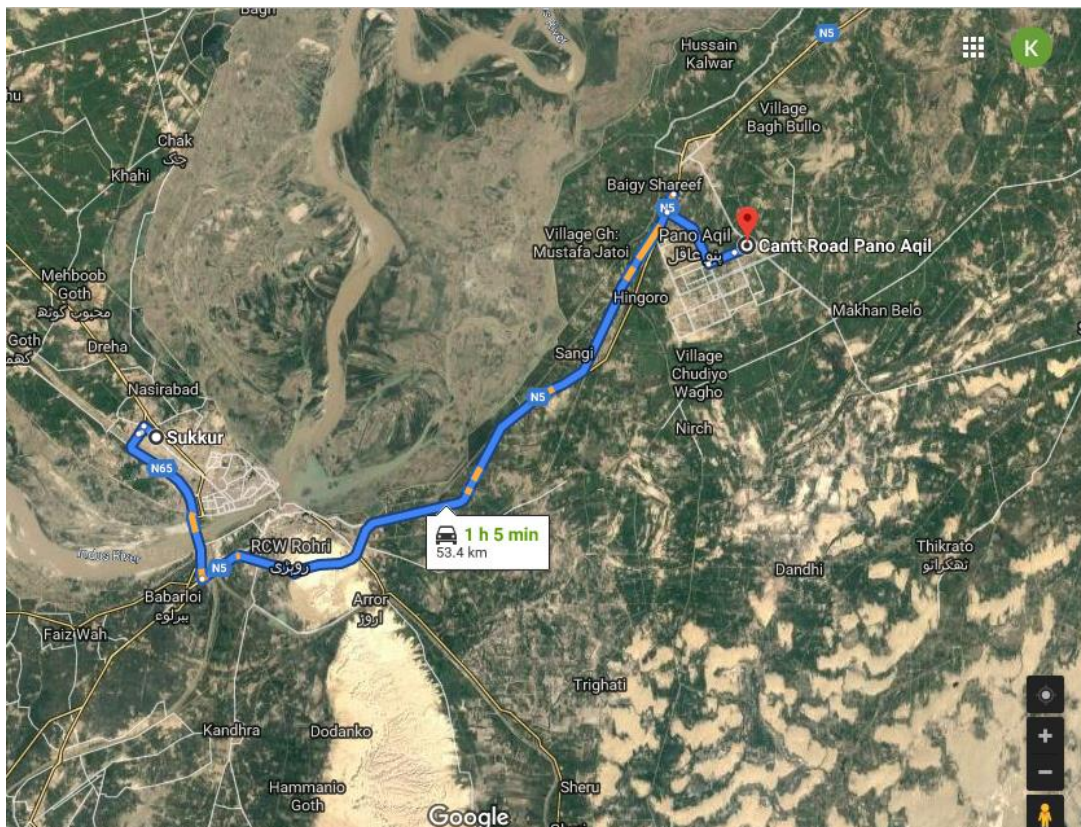 Bagh
N5
Hussain
Kalwar
K
Village
Bagh Bullo
Chak
چک
Khahi
Baigy Shareef
N5
Village Gh:
Mustafa Jatoi
Pano Aqil
پنو عاقل
Cantt Road Pano Aqil
Mehboob
Goth
محبوب گوٹھ
Hingoro
Makhan Belo
Goth
Dreha
Sangi
Village
Chudiyo
Wagho
Nasirabad
N5
Nirch
Sukkur
N65
1 h 5 min
53.4 km
RCW Rohri
روہڑی
Indus River
N5
Thikrato
Dandhi
Babarloi
Arror
اروڑ
Faiz Wah
Trighati
Kandhra
Dodanko
Hammanio
Goth
Sheru
Google